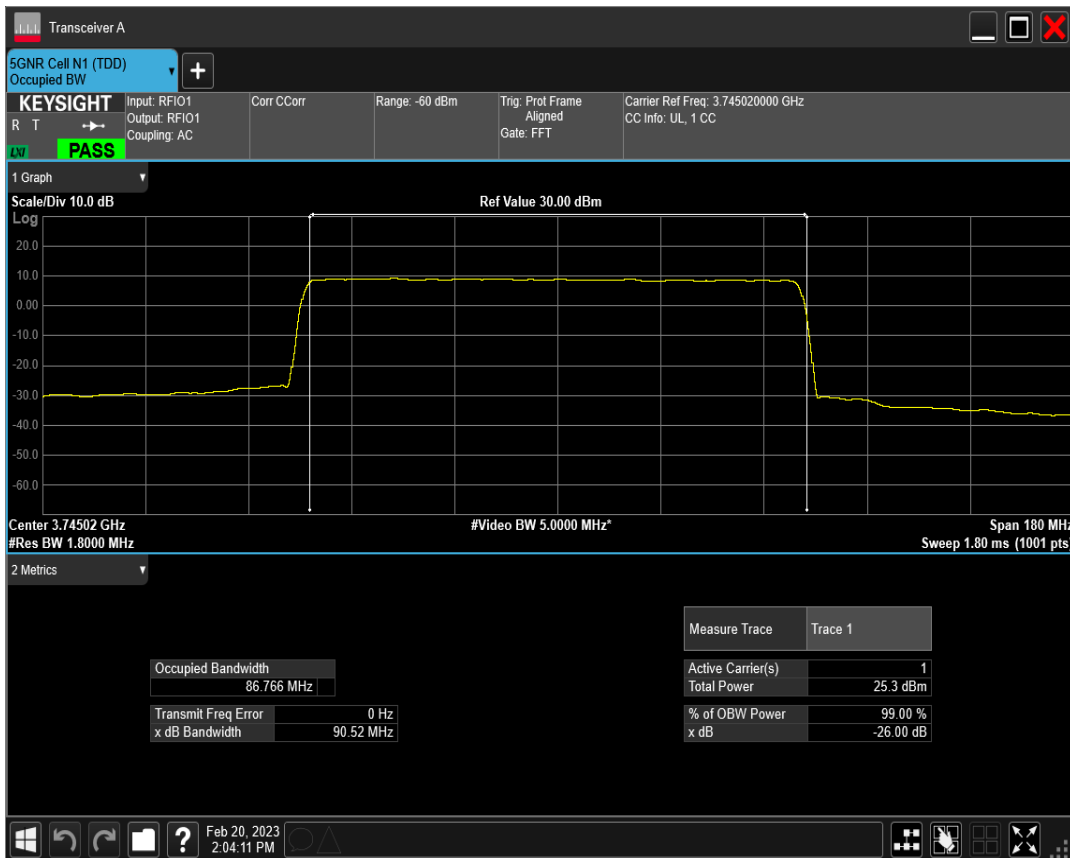 Transceiver A
5GNR Cell N1 (TDD)
Occupied BW
+
KEYSIGHT
R T
LXI
PASS
Input: RFIO1
Output: RFIO1
Coupling: AC
Corr CCorr
Range: -60 dBm
Trig: Prot Frame
Aligned
Gate: FFT
Carrier Ref Freq: 3.745020000 GHz
CC Info: UL, 1 CC
1 Graph
Scale/Div 10.0 dB
Ref Value 30.00 dBm
Log
20.0
10.0
0.00
-10.0
-20.0
-30.0
-40.0
-50.0
-60.0
Center 3.74502 GHz
#Video BW 5.0000 MHz*
Span 180 MHz
#Res BW 1.8000 MHz
Sweep 1.80 ms (1001 pts)
2 Metrics
Measure Trace Trace 1
Occupied Bandwidth
86.766 MHz
Active Carrier(s) 1
Total Power 25.3 dBm
Transmit Freq Error 0 Hz
x dB Bandwidth 90.52 MHz
% of OBW Power 99.00 %
x dB -26.00 dB
?
Feb 20, 2023
2:04:11 PM